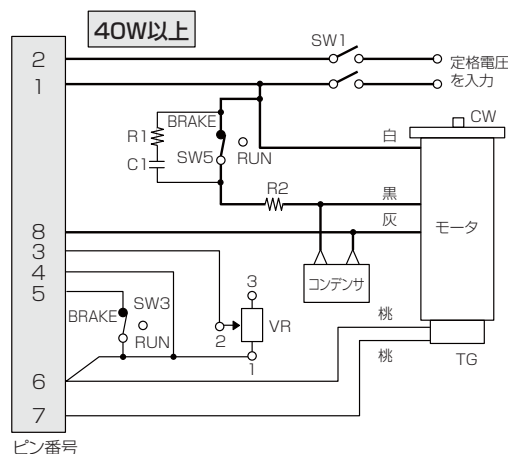 40W以上
SW1
2
定格電圧
を入力
1
CW
BRAKE
白
R1
C1
SW5
RUN
R2
黒
灰
モータ
8
3
コンデンサ
4
3
5
SW3
BRAKE
RUN
2
VR
桃
1
桃
TG
6
7
ピン番号